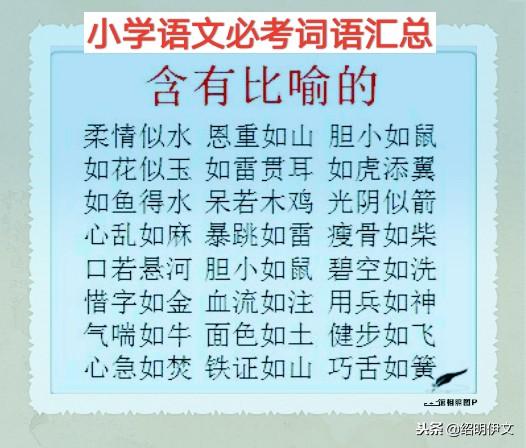 小学语文必考词语汇总
含有比喻的
柔情似水 恩重如山 胆小如鼠
如花似玉 如雷贯耳 如虎添翼
如鱼得水 呆若木鸡 光阴似箭
心乱如麻 暴跳如雷 瘦骨如柴
口若悬河 胆小如鼠 碧空如洗
惜字如金 血流如注 用兵如神
气喘如牛 面色如土 健步如飞
心急如焚 铁证如山 巧舌如簧
头条 @绍明伊文